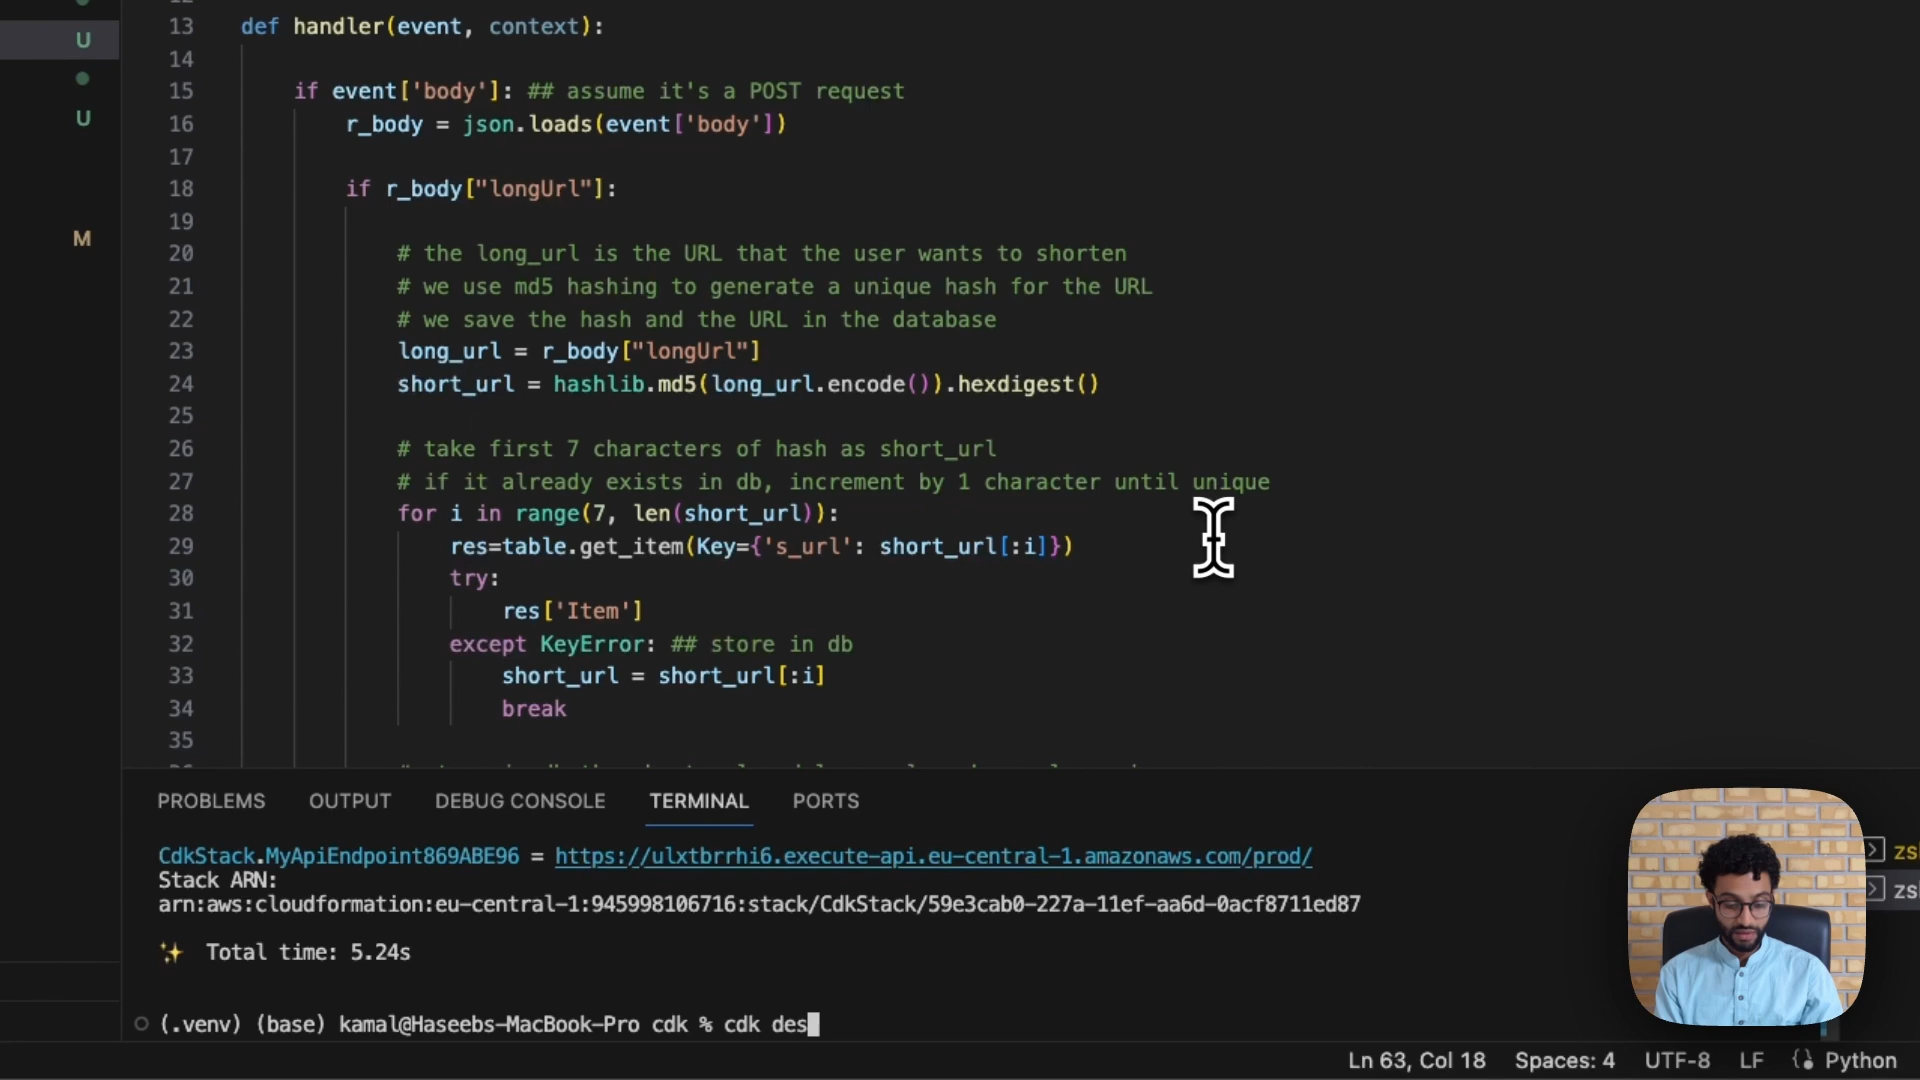 U
U
M
13 def handler(event, context):
14
15 if event['body']: ## assume it's a POST request
16 r_body = json.loads(event['body'])
17
18 if r_body["longUrl"]:
19
20 # the long_url is the URL that the user wants to shorten
21 # we use md5 hashing to generate a unique hash for the URL
22 # we save the hash and the URL in the database
23 long_url = r_body["longUrl"]
24 short_url = hashlib.md5(long_url.encode()).hexdigest()
25
26 # take first 7 characters of hash as short_url
27 # if it already exists in db, increment by 1 character until unique
28 for i in range(7, len(short_url)):
29 res=table.get_item(Key={'s_url': short_url[:i]})
30 try:
31 res['Item']
32 except KeyError: ## store in db
33 short_url = short_url[:i]
34 break
35
PROBLEMS OUTPUT DEBUG CONSOLE TERMINAL PORTS
CdkStack.MyApiEndpoint869ABE96 = https://ulxtbrrhi6.execute-api.eu-central-1.amazonaws.com/prod/
Stack ARN:
arn:aws:cloudformation:eu-central-1:945998106716:stack/CdkStack/59e3cab0-227a-11ef-aa6d-0acf8711ed87
✨ Total time: 5.24s
(.venv) (base) kamal@Haseebs-MacBook-Pro cdk % cdk des
zs
zs
Ln 63, Col 18 Spaces: 4 UTF-8 LF Python